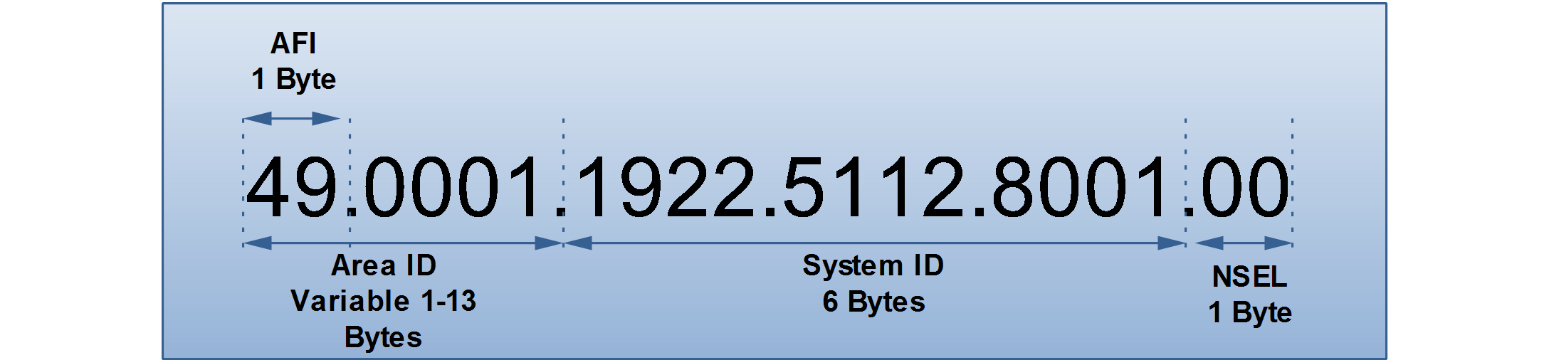 AFI
1 Byte
49.0001.1922.5112.8001.00
Area ID
Variable 1-13
Bytes
System ID
6 Bytes
NSEL
1 Byte